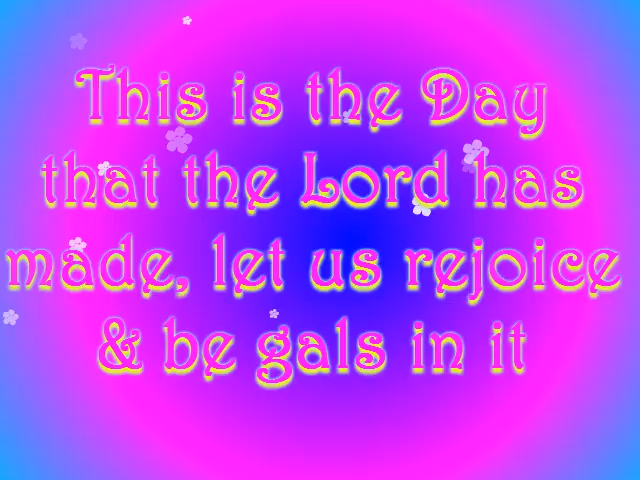 This is the Day
that the Lord has
made, let us rejoice
& be gals in it